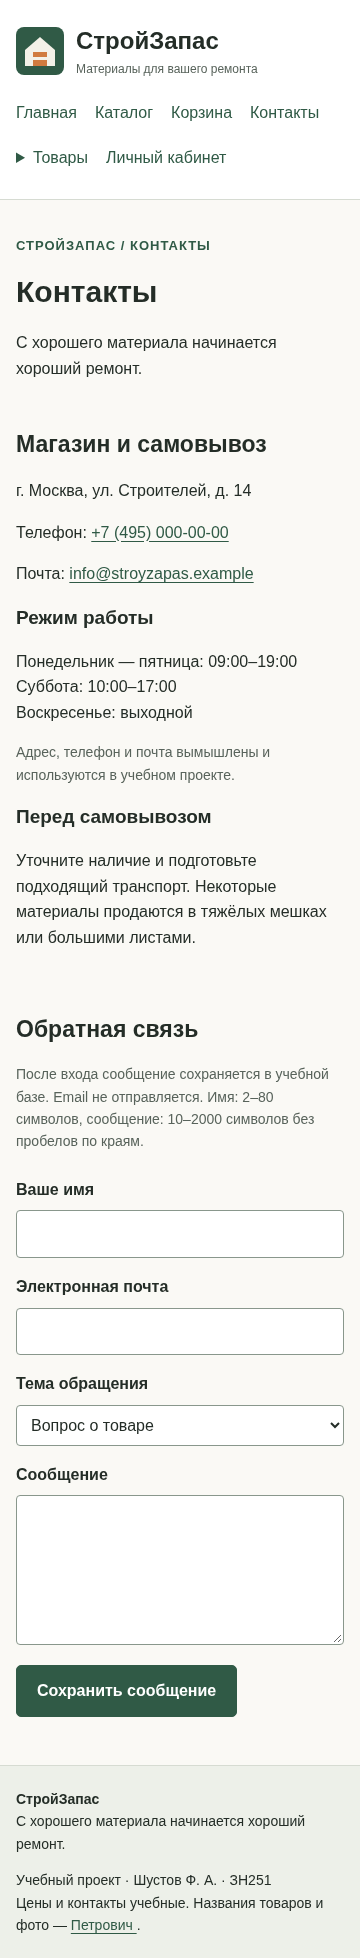 СтройЗапас
Материалы для вашего ремонта
Главная Каталог Корзина Контакты
Товары Личный кабинет
СТРОЙЗАПАС / КОНТАКТЫ
Контакты
С хорошего материала начинается
хороший ремонт.
Магазин и самовывоз
г. Москва, ул. Строителей, д. 14
Телефон: +7 (495) 000-00-00
Почта: info@stroyzapas.example
Режим работы
Понедельник — пятница: 09:00–19:00
Суббота: 10:00–17:00
Воскресенье: выходной
Адрес, телефон и почта вымышлены и
используются в учебном проекте.
Перед самовывозом
Уточните наличие и подготовьте
подходящий транспорт. Некоторые
материалы продаются в тяжёлых мешках
или большими листами.
Обратная связь
После входа сообщение сохраняется в учебной
базе. Email не отправляется. Имя: 2–80
символов, сообщение: 10–2000 символов без
пробелов по краям.
Ваше имя
Электронная почта
Тема обращения
Вопрос о товаре
Сообщение
Сохранить сообщение
СтройЗапас
С хорошего материала начинается хороший
ремонт.
Учебный проект · Шустов Ф. А. · ЗН251
Цены и контакты учебные. Названия товаров и
фото — Петрович .